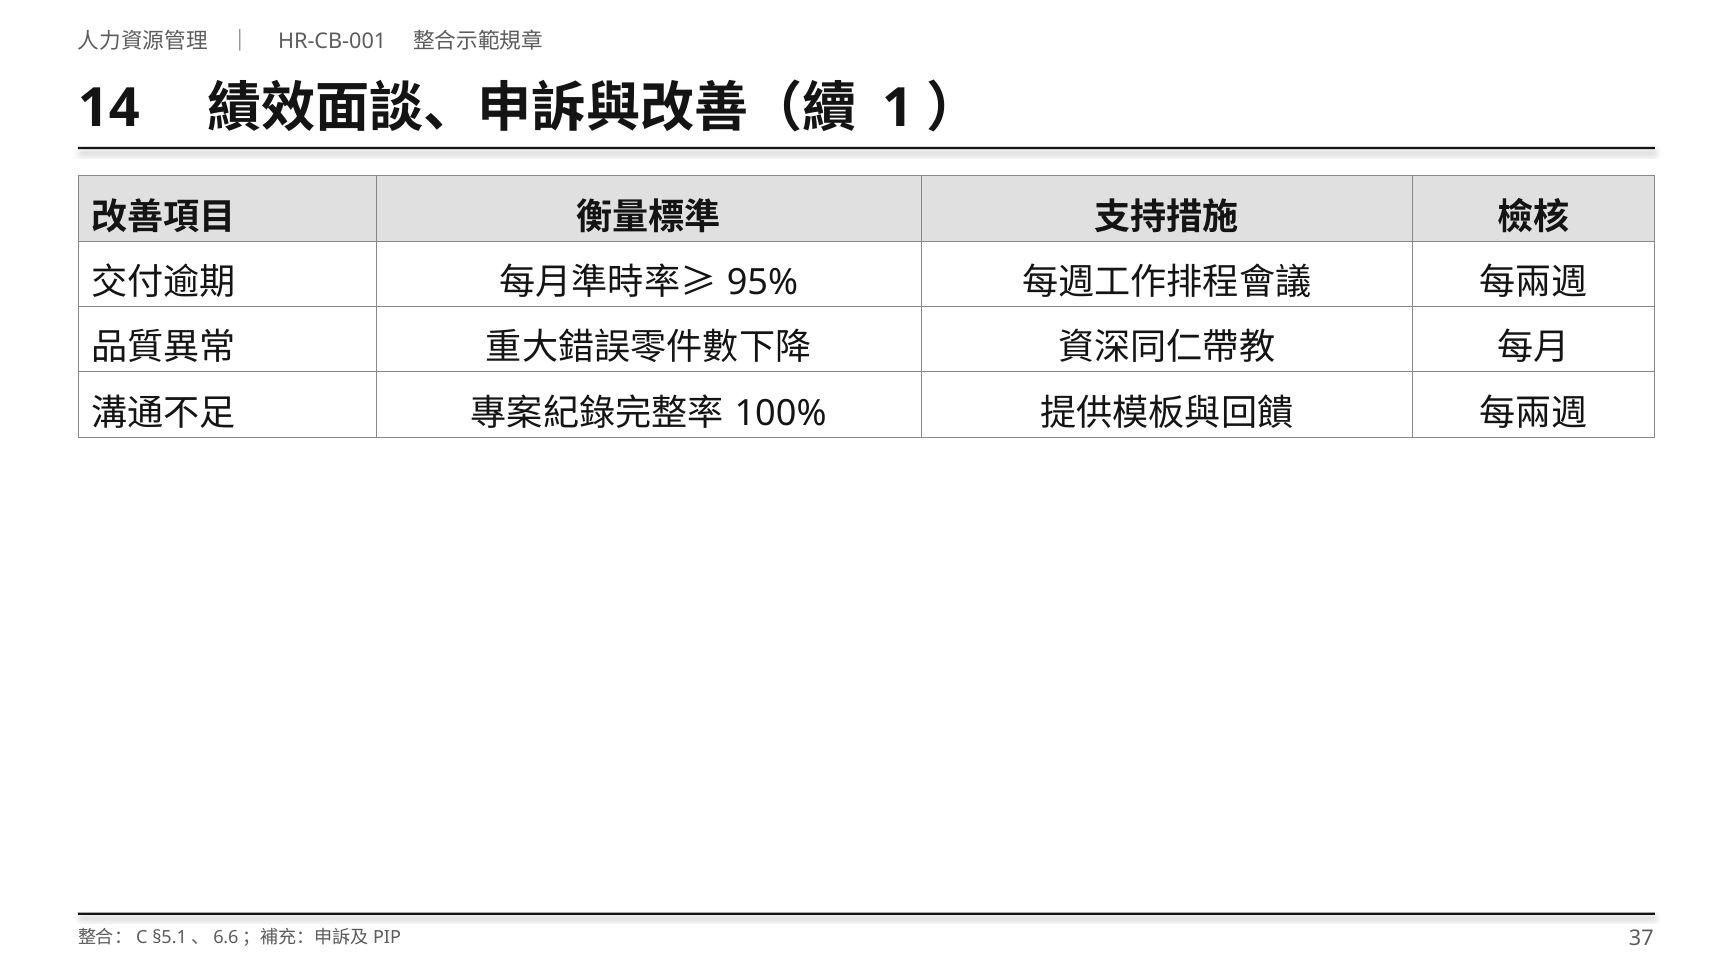 人力資源管理 ｜ HR-CB-001 整合示範規章
14 績效面談、申訴與改善（續 1）
改善項目 衡量標準 支持措施 檢核
交付逾期 每月準時率≥ 95% 每週工作排程會議 每兩週
品質異常 重大錯誤零件數下降 資深同仁帶教 每月
溝通不足 專案紀錄完整率 100% 提供模板與回饋 每兩週
整合：C §5.1、6.6；補充：申訴及 PIP 37